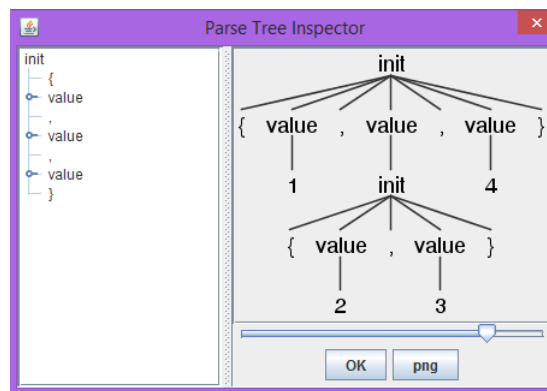 Parse Tree Inspector
init
{
value
,
value
,
value
}
init
{ value , value , value }
1 init 4
{ value , value }
2 3
OK png